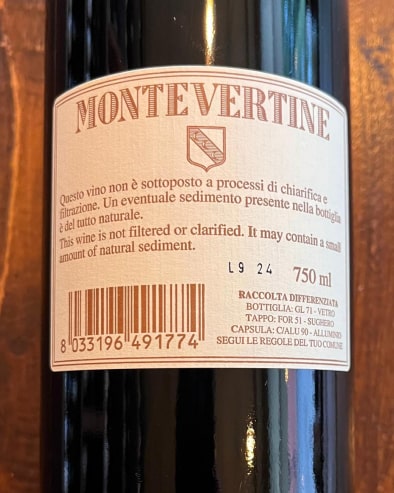 MONTEVERTINE
Questo vino non è sottoposto a processi di chiarifica e
filtrazione. Un eventuale sedimento presente nella bottiglia
è del tutto naturale.
This wine is not filtered or clarified. It may contain a small
amount of natural sediment.
L9 24
750 ml
RACCOLTA DIFFERENZIATA
BOTTIGLIA: GL 71 - VETRO
TAPPO: FOR 51 - SUGHERO
CAPSULA: C/ALU 90 - ALLUMINIO
SEGUI LE REGOLE DEL TUO COMUNE
8 033196 491774